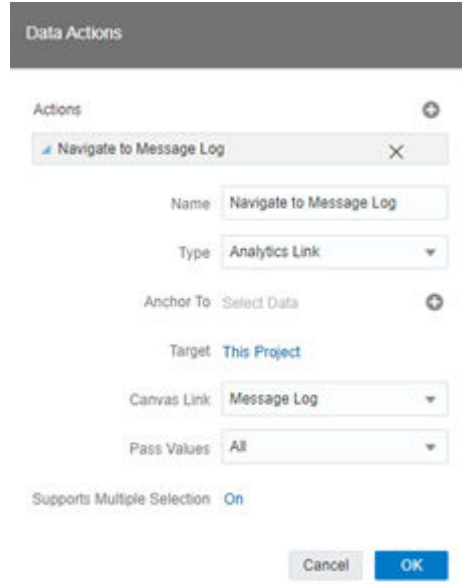 Data Actions
Actions
Navigate to Message Log
Name Navigate to Message Log
Type Analytics Link
Anchor To Select Data
Target This Project
Canvas Link Message Log
Pass Values All
Supports Multiple Selection On
Cancel OK